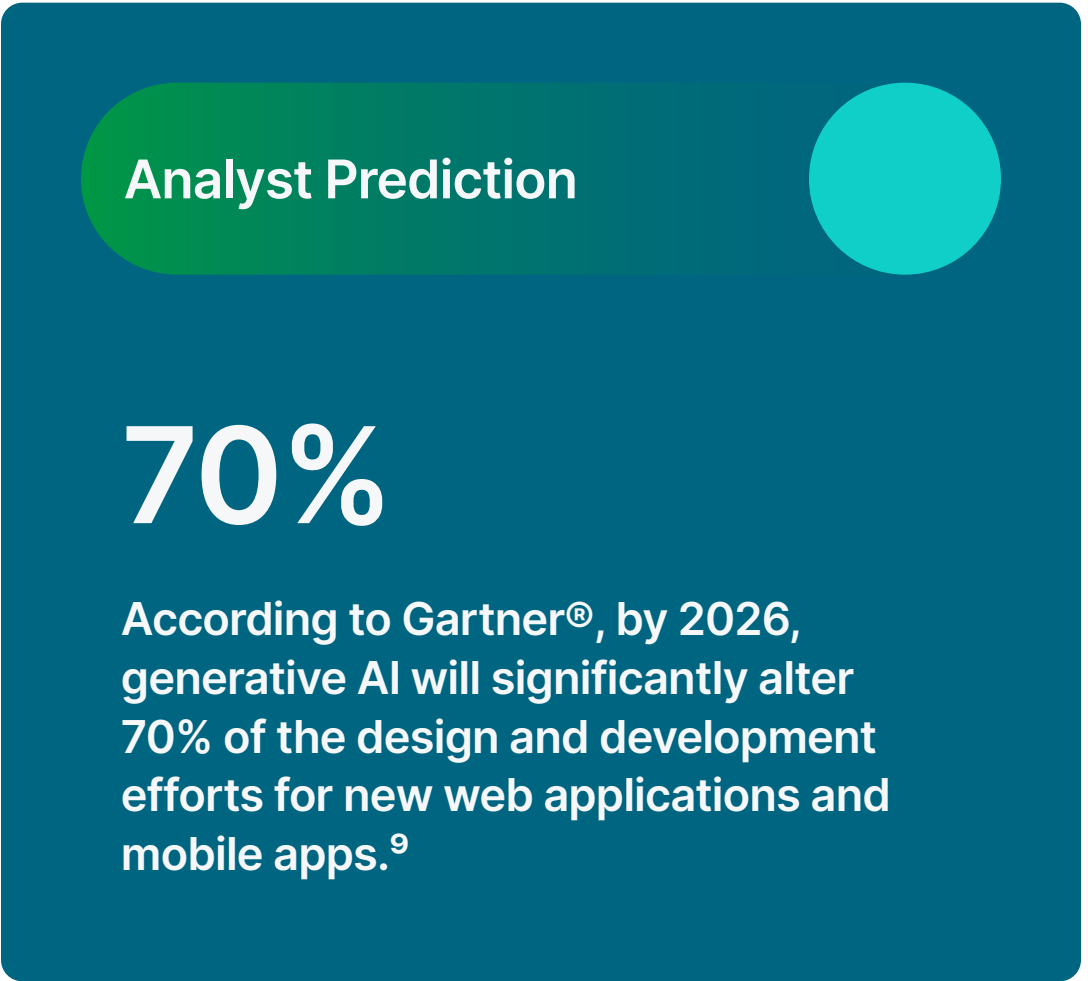 Analyst Prediction
70%
According to Gartner®, by 2026,
generative AI will significantly alter
70% of the design and development
efforts for new web applications and
mobile apps.⁹